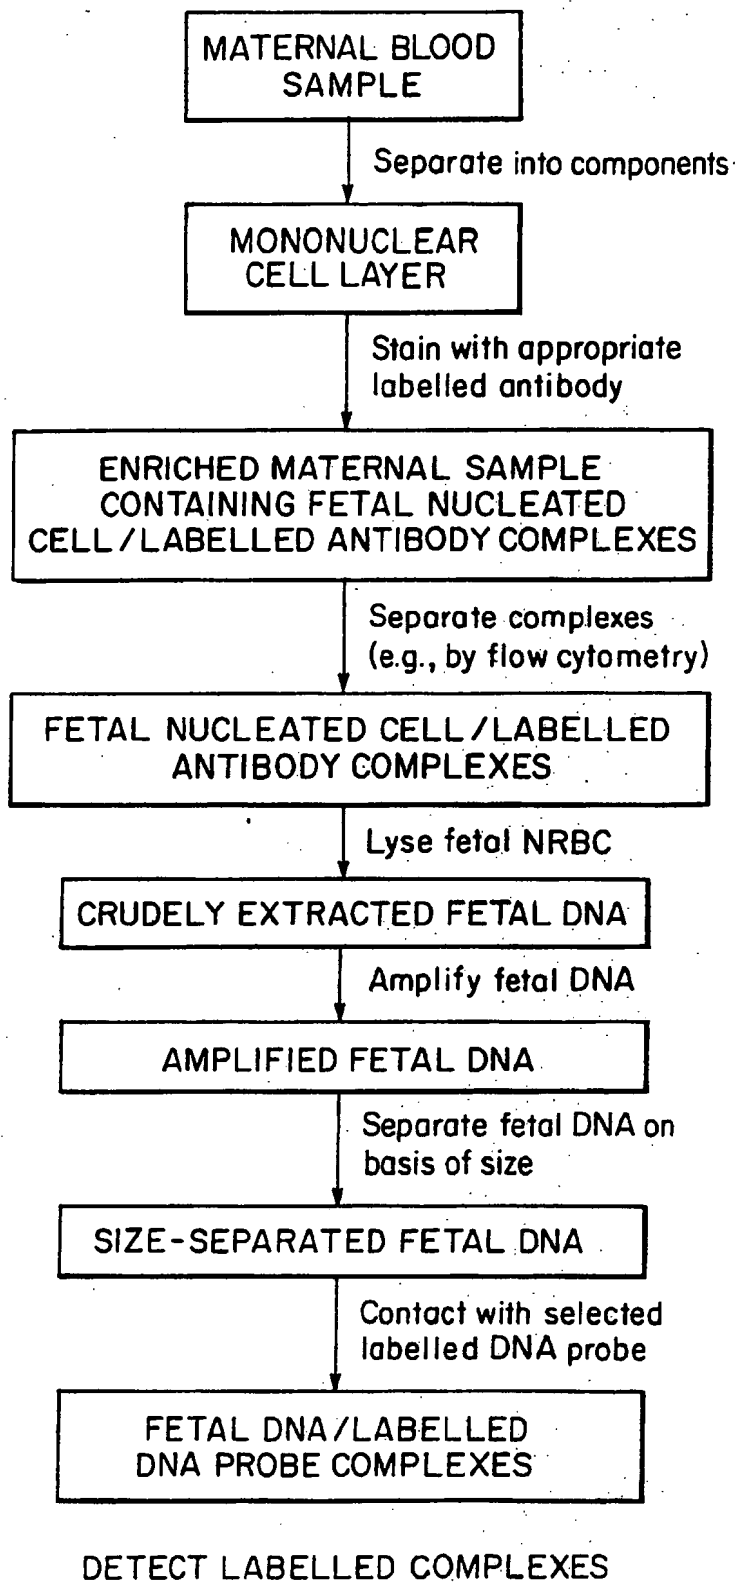 MATERNAL BLOOD
SAMPLE
Separate into components
MONONUCLEAR
CELL LAYER
Stain with appropriate
labelled antibody
ENRICHED MATERNAL SAMPLE
CONTAINING FETAL NUCLEATED
CELL/LABELLED ANTIBODY COMPLEXES
Separate complexes
(e.g., by flow cytometry)
FETAL NUCLEATED CELL/LABELLED
ANTIBODY COMPLEXES
Lyse fetal NRBC
CRUDELY EXTRACTED FETAL DNA
Amplify fetal DNA
AMPLIFIED FETAL DNA
Separate fetal DNA on
basis of size
SIZE-SEPARATED FETAL DNA
Contact with selected
labelled DNA probe
FETAL DNA/LABELLED
DNA PROBE COMPLEXES
DETECT LABELLED COMPLEXES